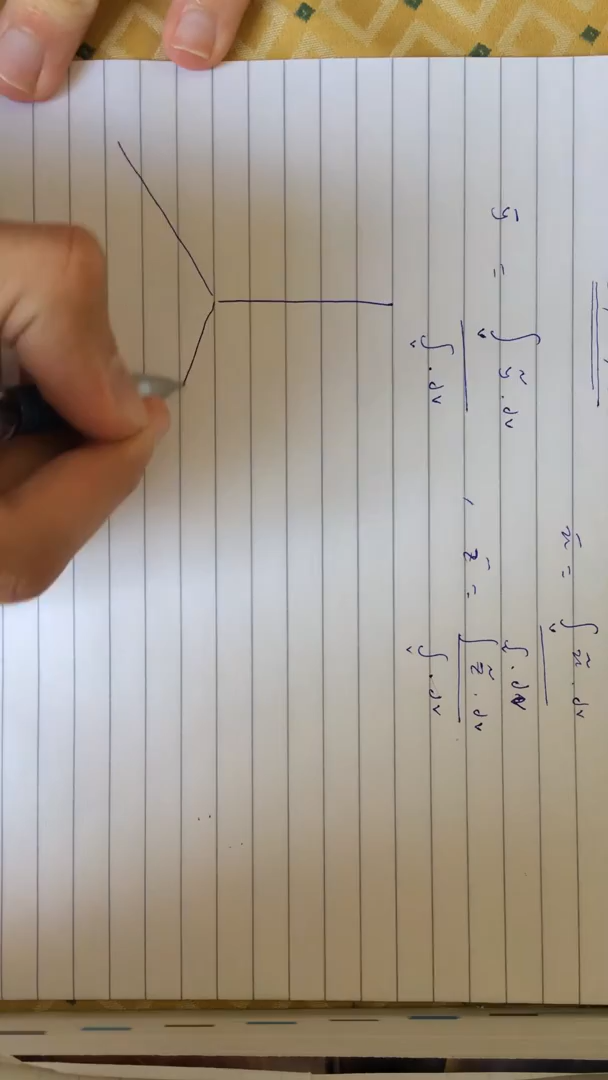 x̄ = ∫ᵥ x̃ . dv / ∫ᵥ . dv
ȳ = ∫ᵥ ỹ . dv / ∫ᵥ . dv , z̄ = ∫ z̃ . dv / ∫ᵥ . dv